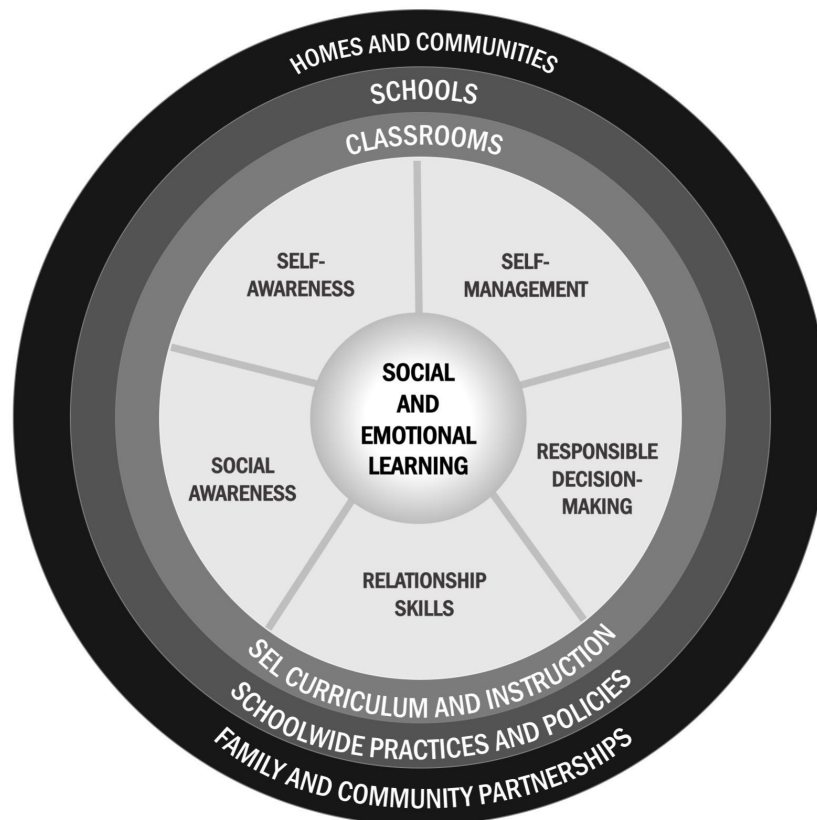 HOMES AND COMMUNITIES
SCHOOLS
CLASSROOMS
SELF-
AWARENESS
SELF-
MANAGEMENT
SOCIAL
AND
EMOTIONAL
LEARNING
SOCIAL
AWARENESS
RESPONSIBLE
DECISION-
MAKING
RELATIONSHIP
SKILLS
SEL CURRICULUM AND INSTRUCTION
SCHOOLWIDE PRACTICES AND POLICIES
FAMILY AND COMMUNITY PARTNERSHIPS